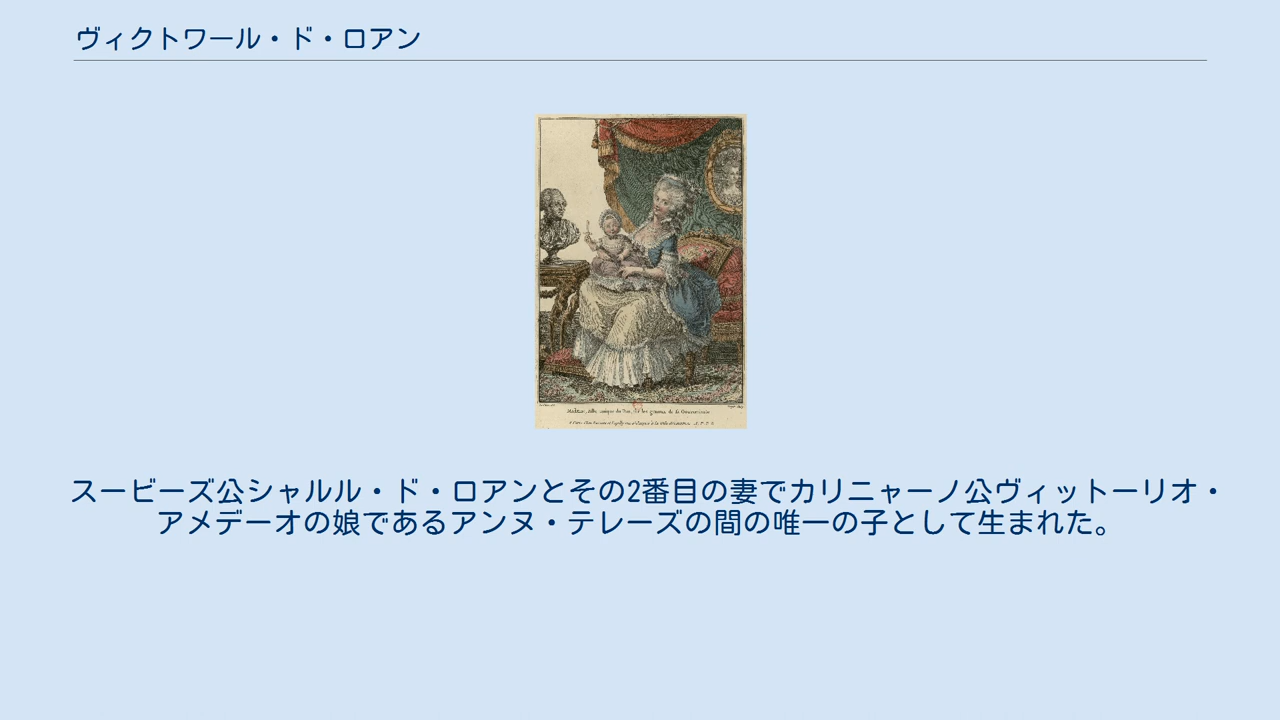 ヴィクトワール・ド・ロアン
スービーズ公シャルル・ド・ロアンとその2番目の妻でカリニャーノ公ヴィットーリオ・
アメデーオの娘であるアンヌ・テレーズの間の唯一の子として生まれた。